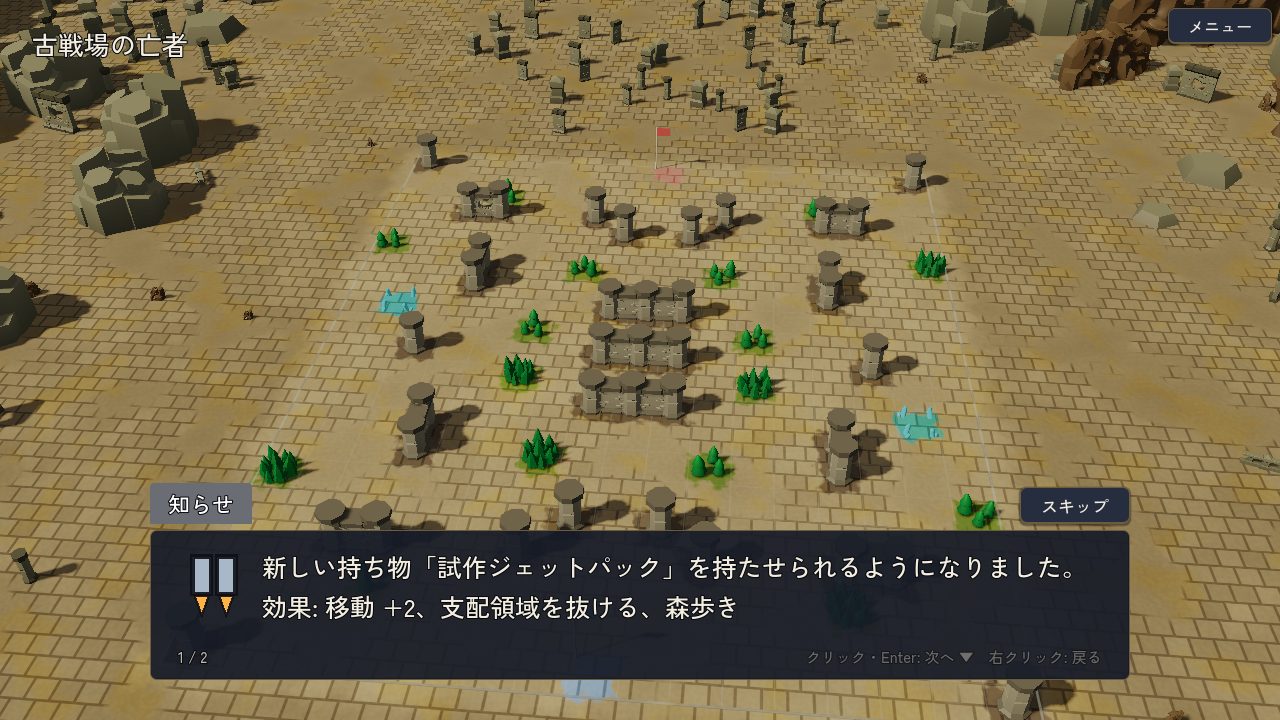 古戦場の亡者
メニュー
知らせ
スキップ
新しい持ち物「試作ジェットパック」を持たせられるようになりました。
効果: 移動 +2、支配領域を抜ける、森歩き
1 / 2
クリック・Enter: 次へ ▼ 右クリック: 戻る